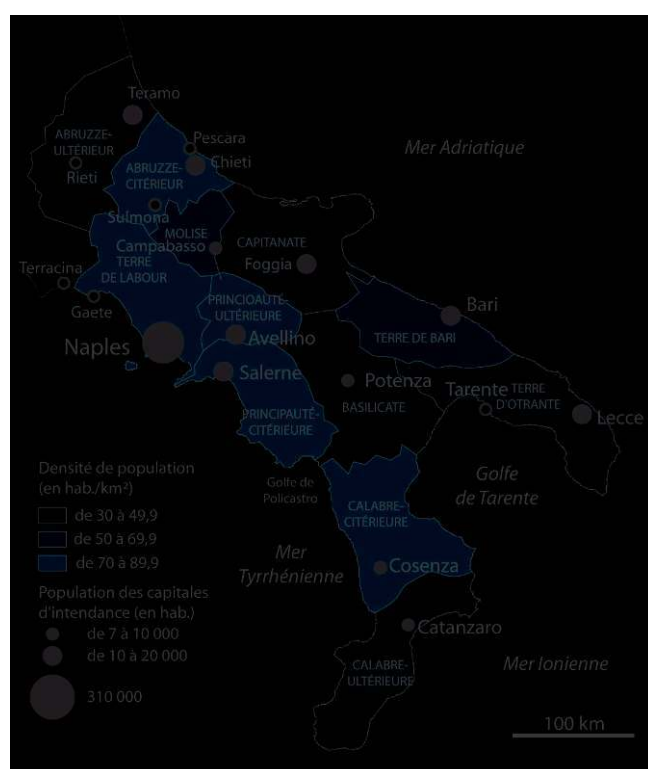 Teramo
ABRUZZE-
ULTÉRIEUR
Rieti
Pescara
Chieti
ABRUZZE-
CITÉRIEUR
Mer Adriatique
Sulmona
MOLISE
Campabasso
CAPITANATE
Foggia
TERRE
DE LABOUR
Terracina
Gaete
PRINCIOAUTÉ-
ULTÉRIEURE
Bari
Naples
Avellino
TERRE DE BARI
Salerne
Potenza
BASILICATE
Tarente
TERRE
D'OTRANTE
Lecce
PRINCIPAUTÉ-
CITÉRIEURE
Golfe de
Policastro
Golfe
de Tarente
CALABRE-
CITÉRIEURE
Mer
Tyrrhénienne
Cosenza
Catanzaro
CALABRE-
ULTÉRIEURE
Mer Ionienne
Densité de population
(en hab./km²)
de 30 à 49,9
de 50 à 69,9
de 70 à 89,9
Population des capitales
d'intendance (en hab.)
de 7 à 10 000
de 10 à 20 000
310 000
100 km